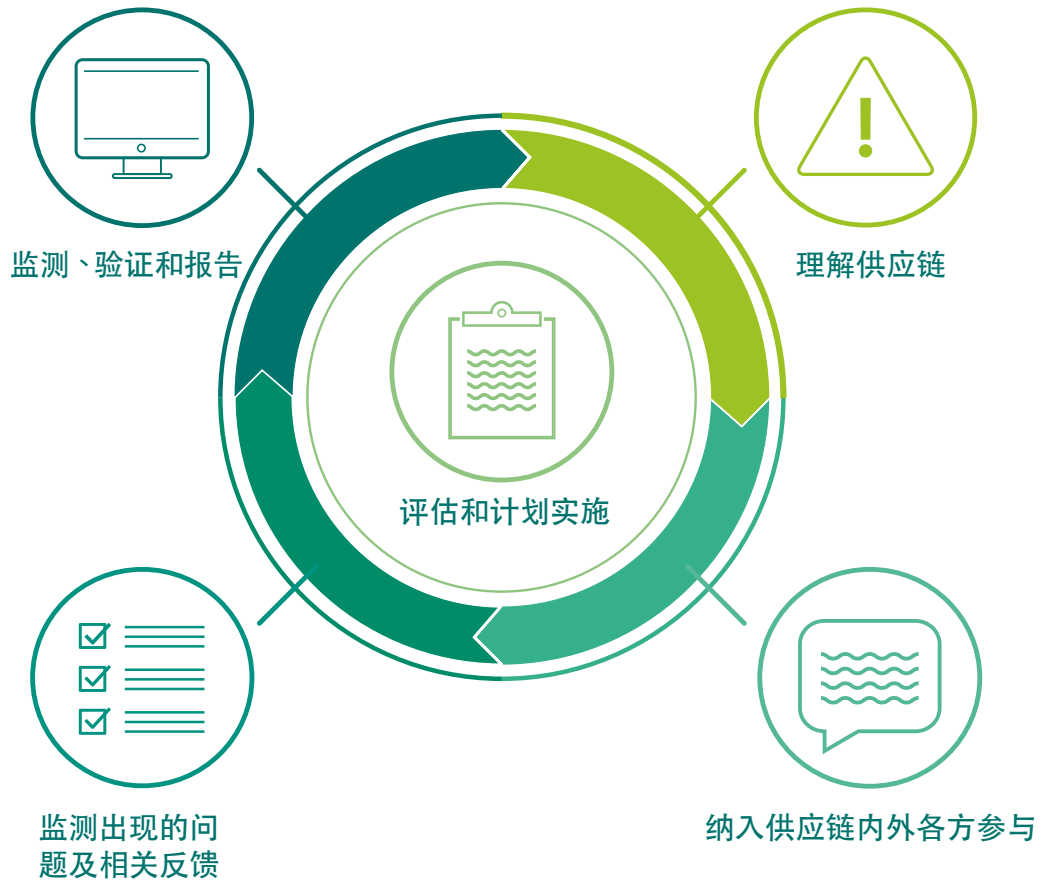 监测、验证和报告
理解供应链
评估和计划实施
监测出现的问
题及相关反馈
纳入供应链内外各方参与